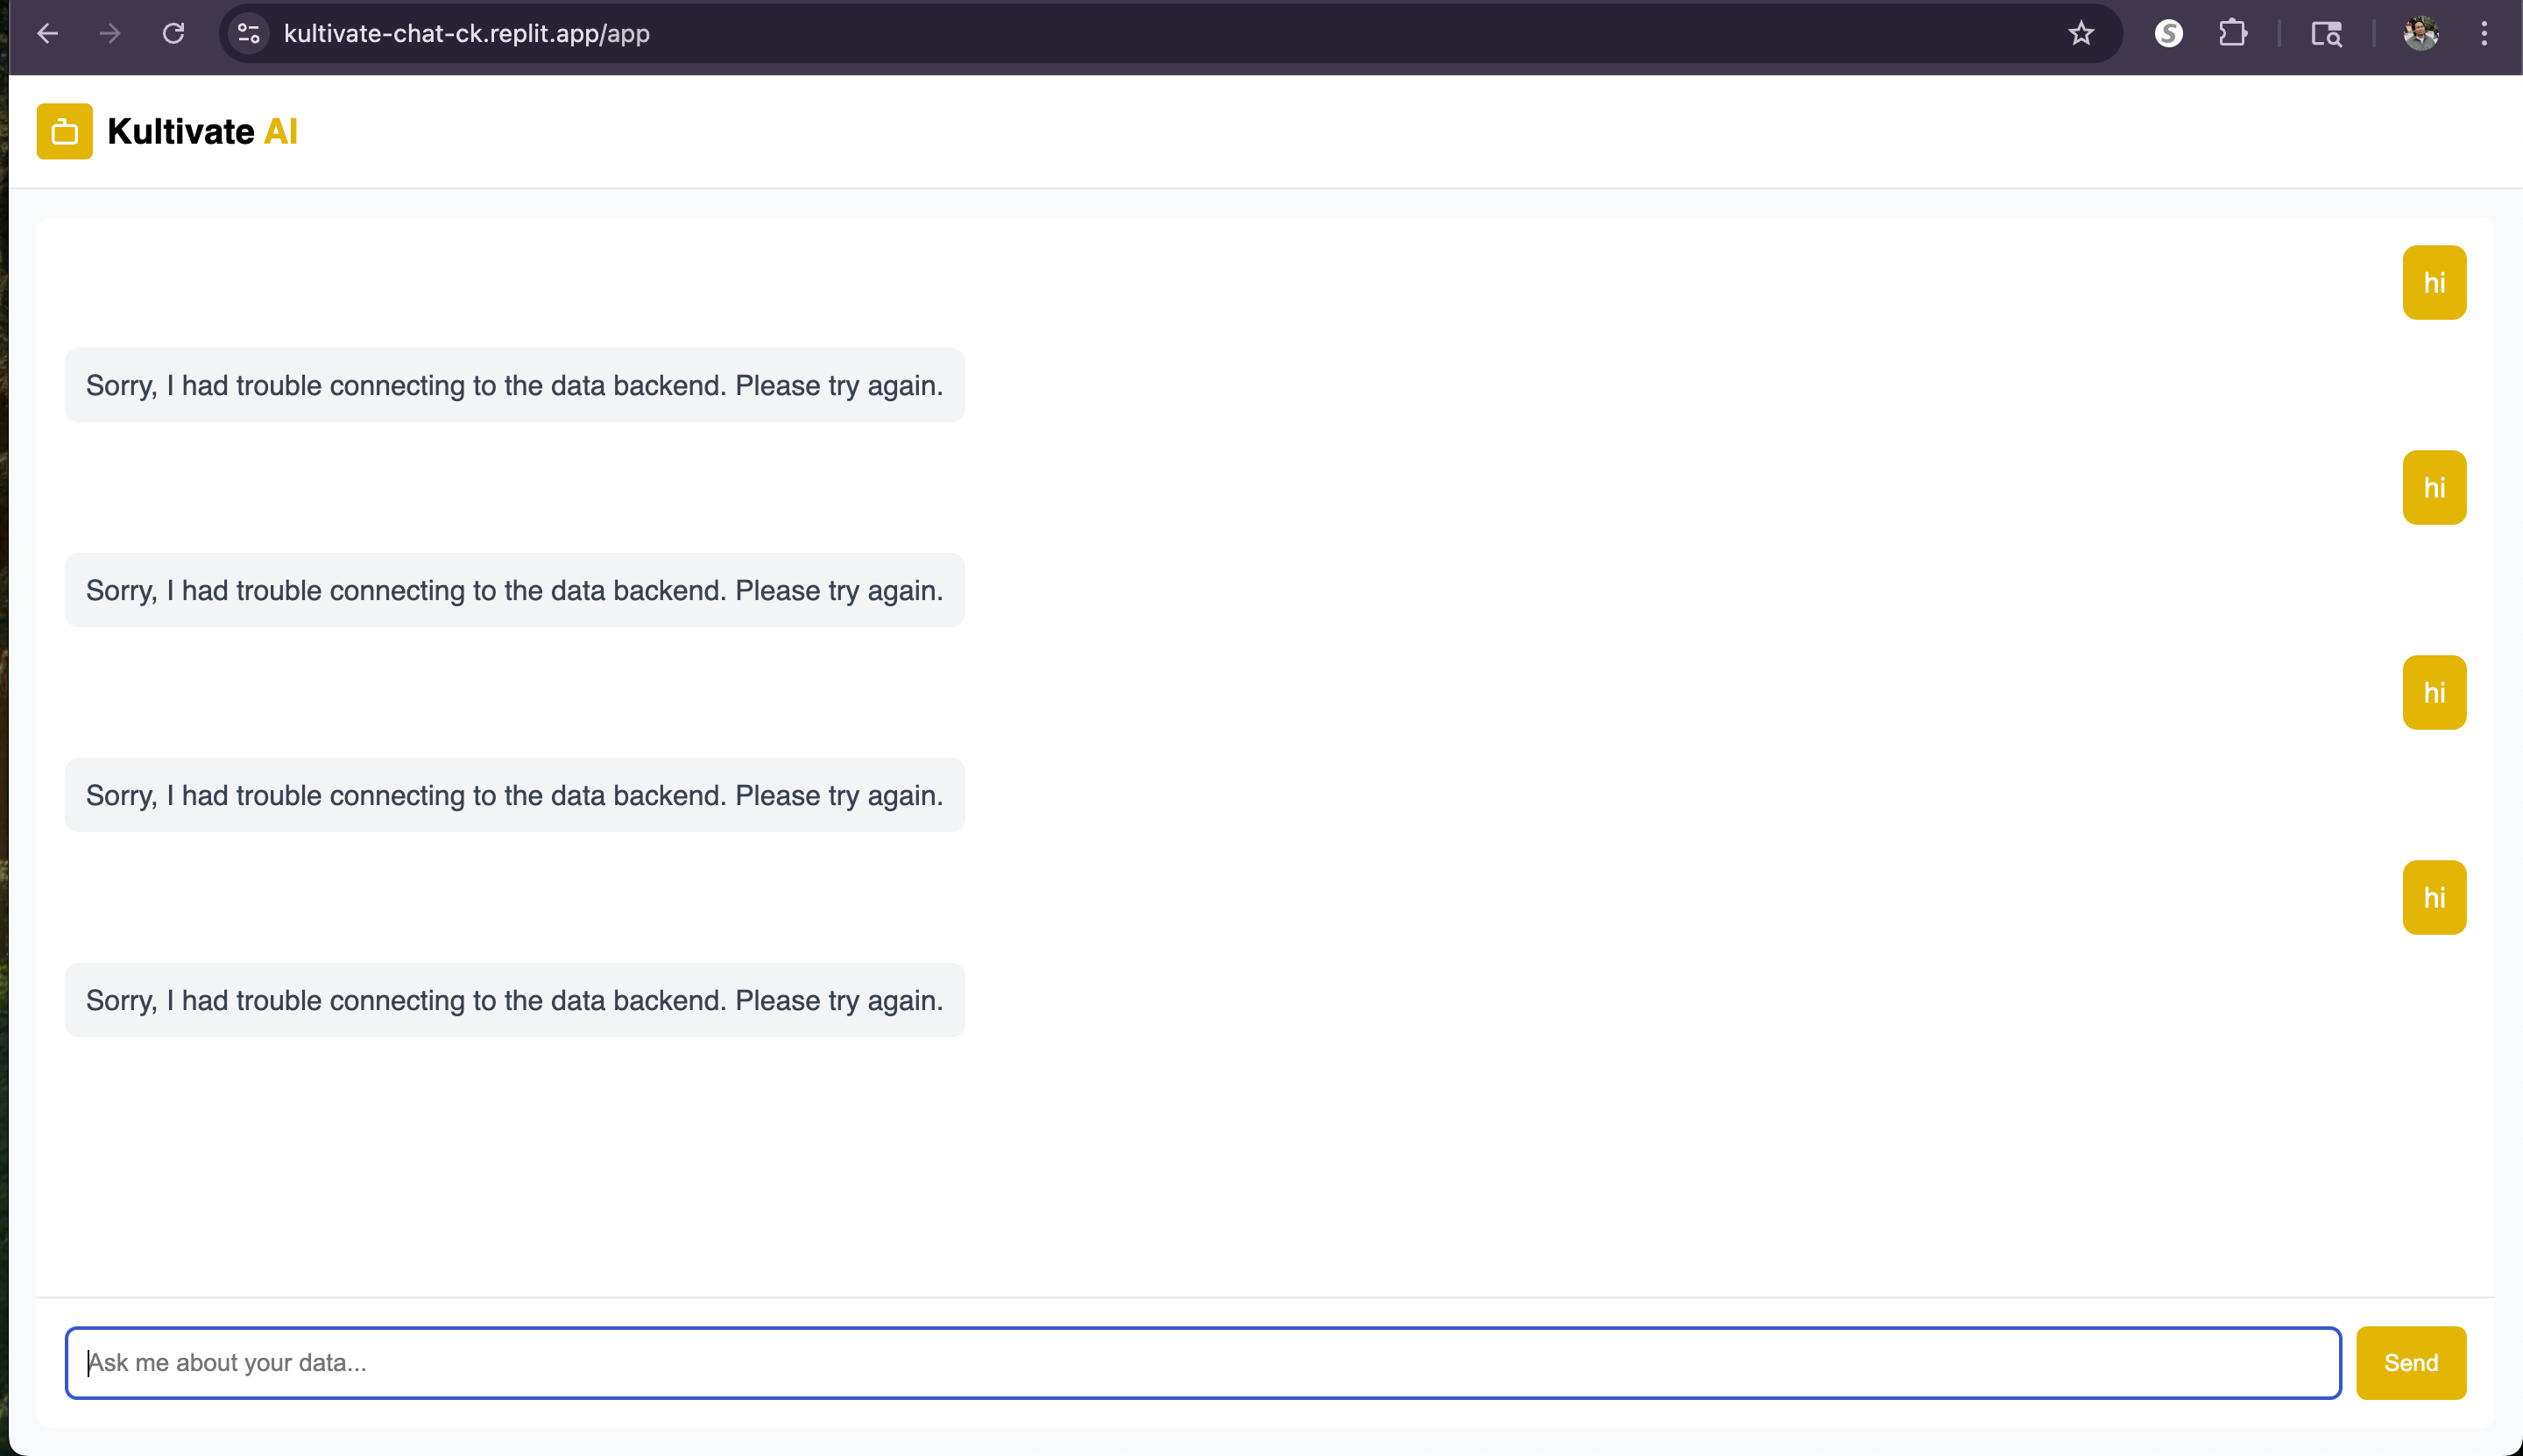 kultivate-chat-ck.replit.app/app
S
Kultivate AI
hi
Sorry, I had trouble connecting to the data backend. Please try again.
hi
Sorry, I had trouble connecting to the data backend. Please try again.
hi
Sorry, I had trouble connecting to the data backend. Please try again.
hi
Sorry, I had trouble connecting to the data backend. Please try again.
Ask me about your data...
Send